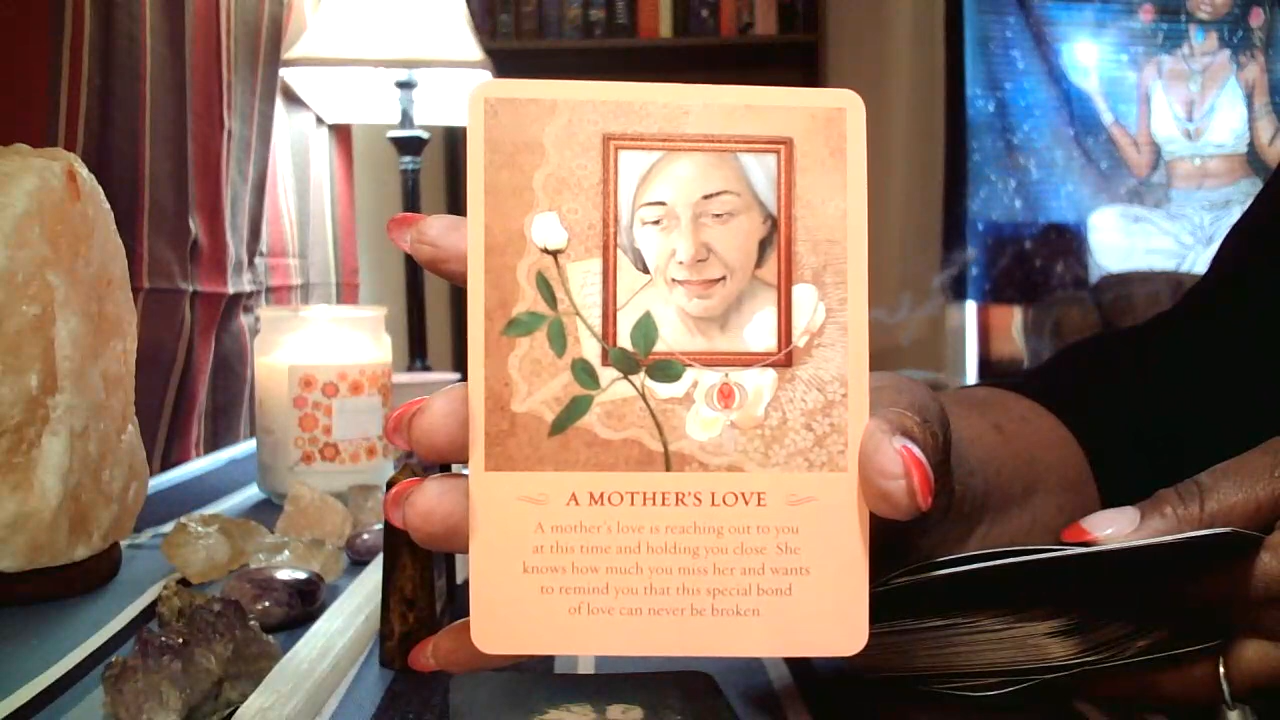 A MOTHER'S LOVE
A mother's love is reaching out to you
at this time and holding you close. She
knows how much you miss her and wants
to remind you that this special bond
of love can never be broken